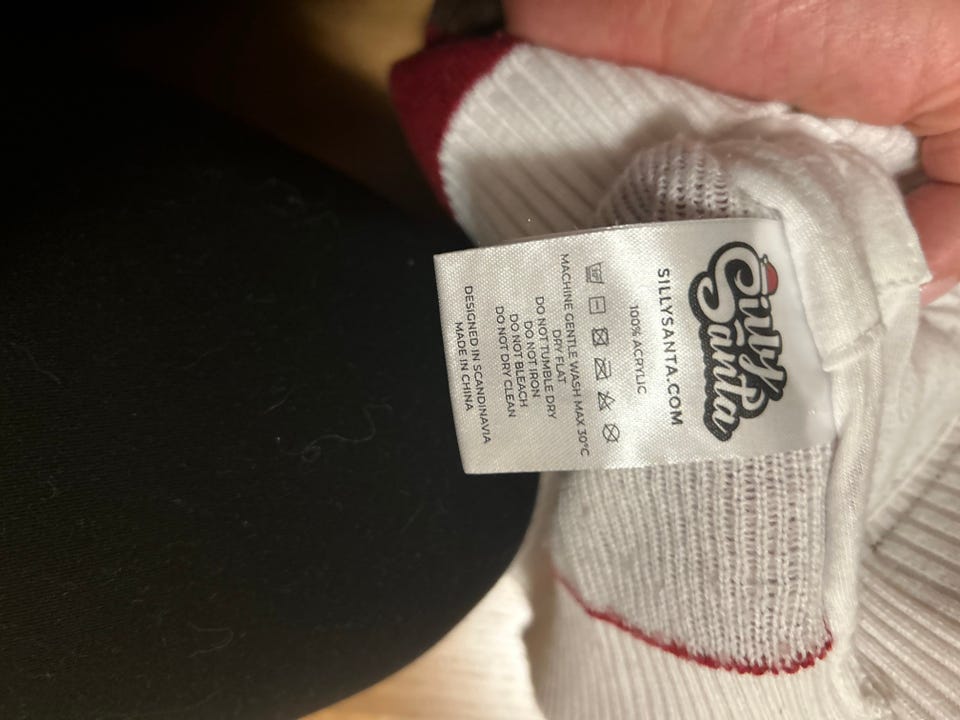 Silly
Santa
SILLYSANTA.COM
100% ACRYLIC
MACHINE GENTLE WASH MAX 30°C
DRY FLAT
DO NOT TUMBLE DRY
DO NOT IRON
DO NOT BLEACH
DO NOT DRY CLEAN
DESIGNED IN SCANDINAVIA
MADE IN CHINA